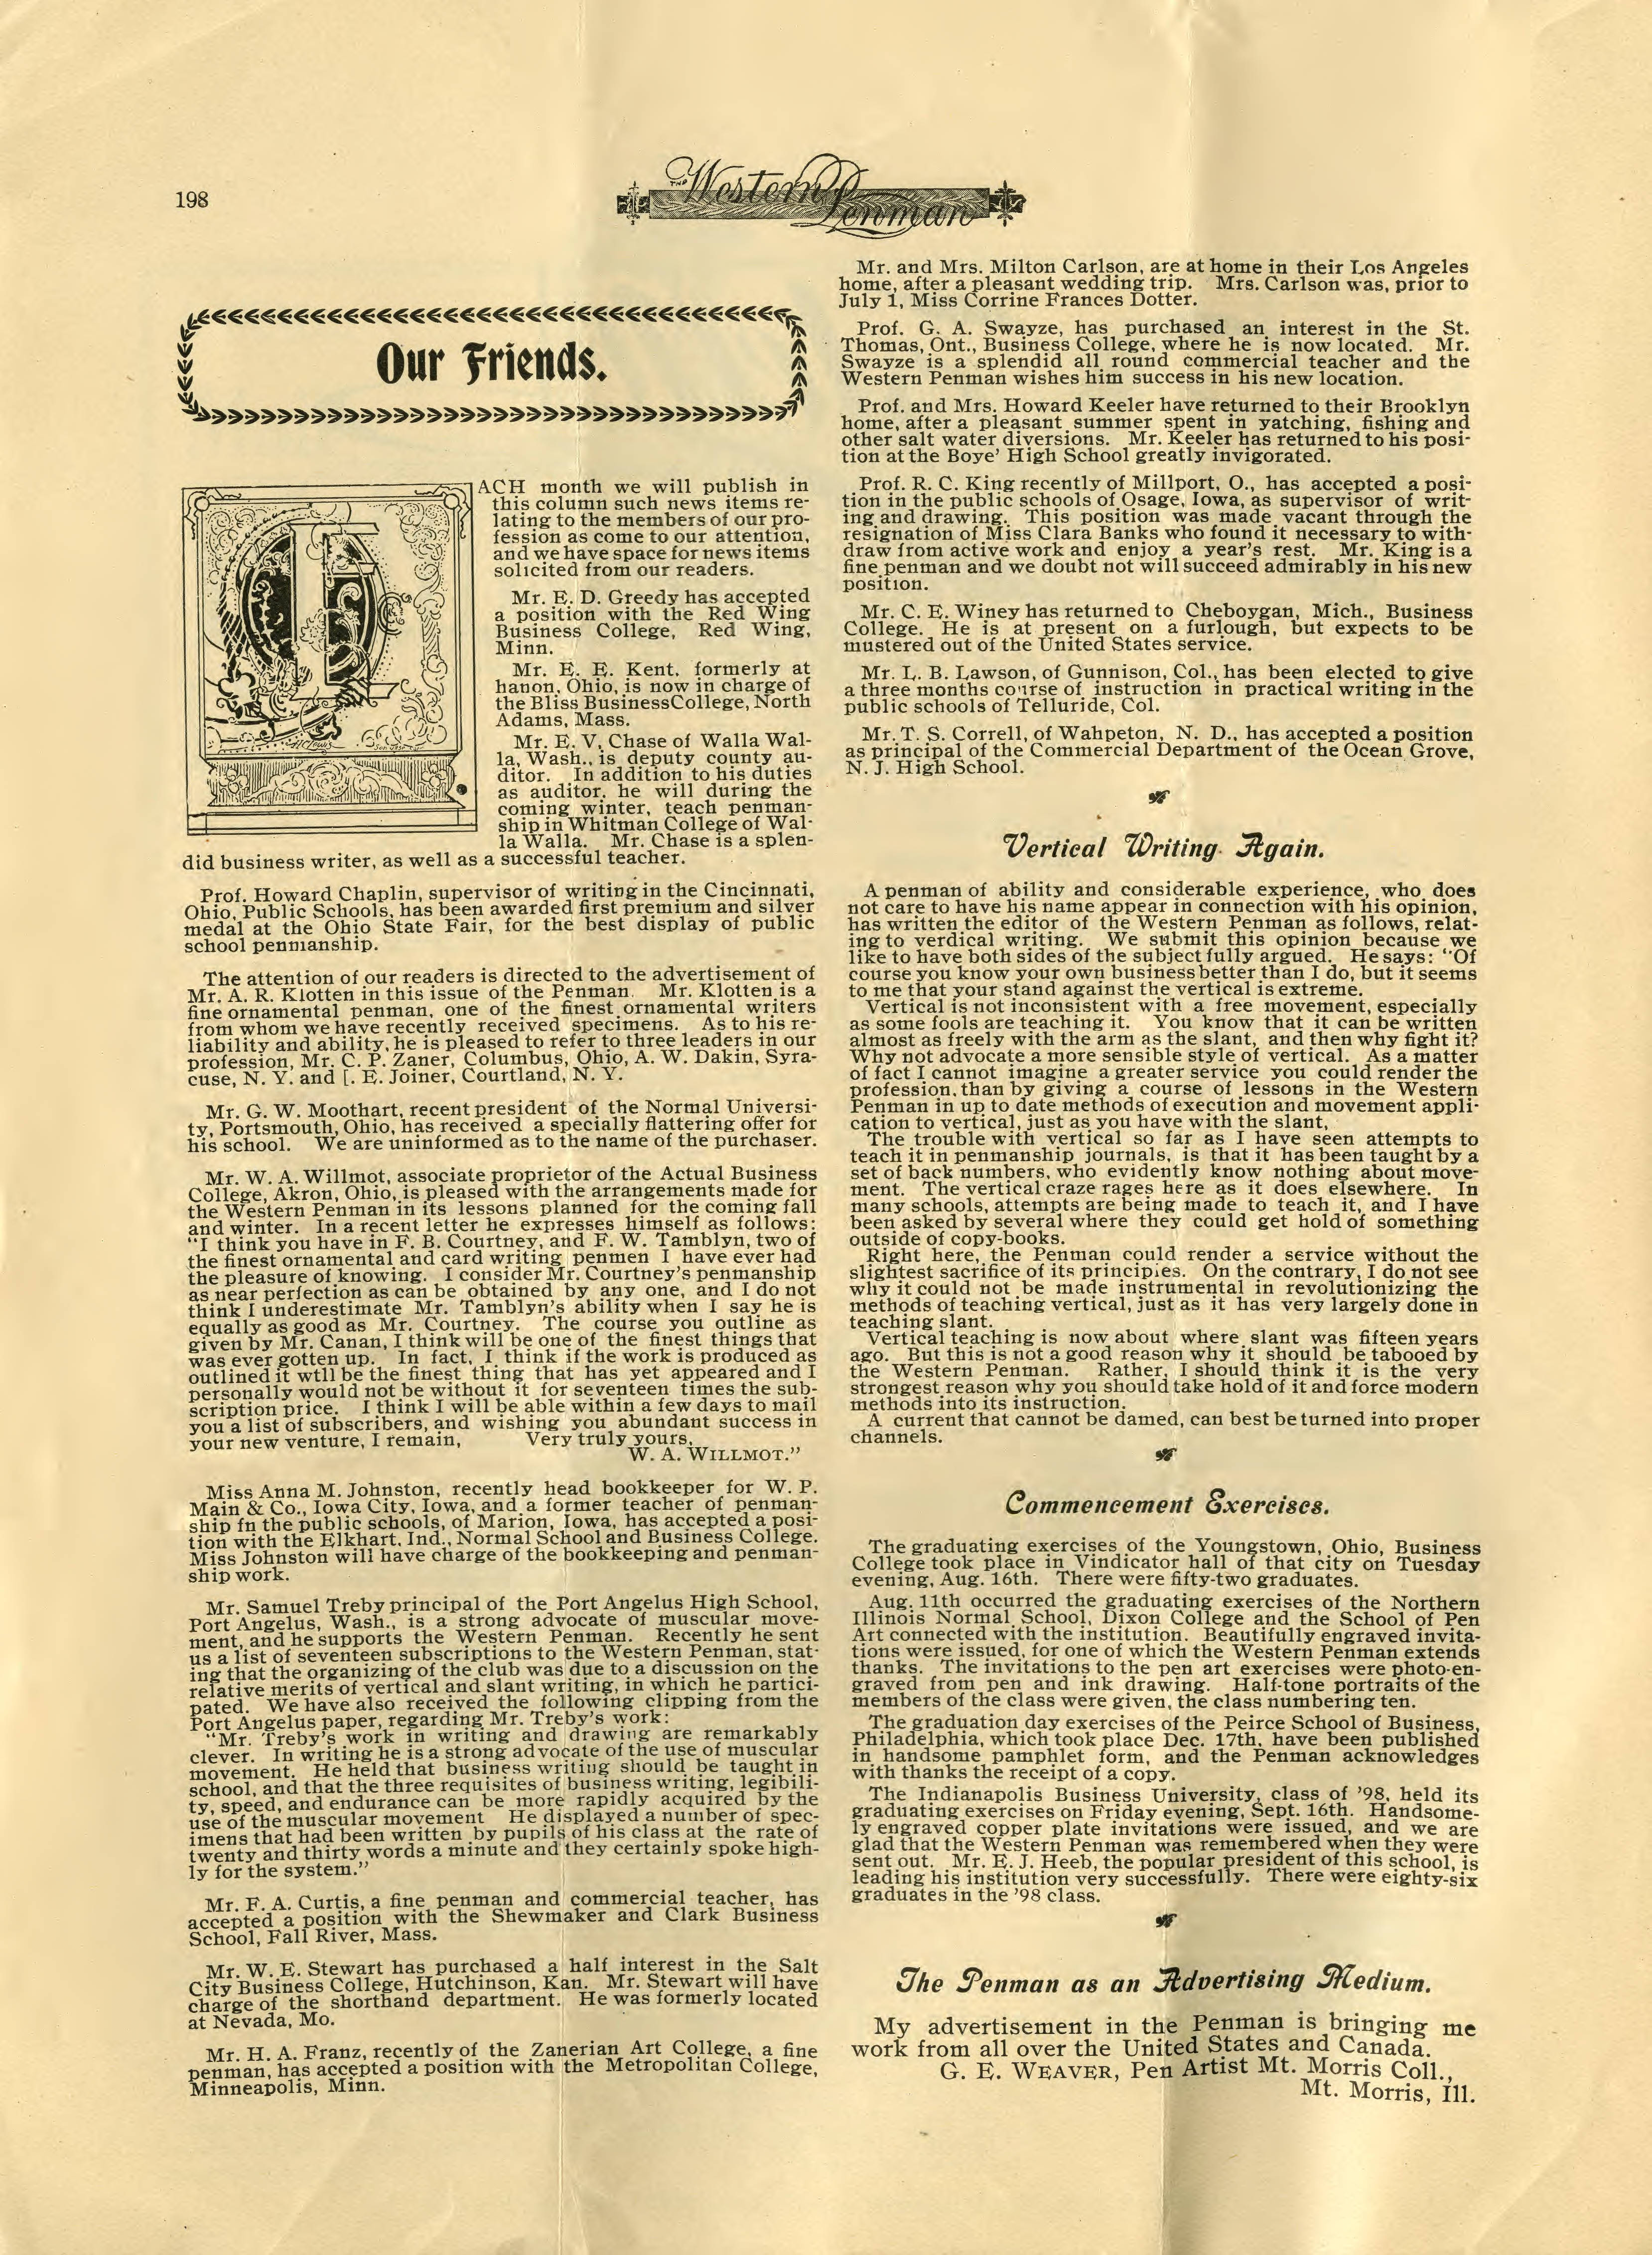 198
The Western Penman
Our Friends.
EACH month we will publish in
this column such news items re-
lating to the members of our pro-
fession as come to our attention,
and we have space for news items
solicited from our readers.
Mr. E. D. Greedy has accepted
a position with the Red Wing
Business College, Red Wing,
Minn.
Mr. E. E. Kent, formerly at
hanon, Ohio, is now in charge of
the Bliss BusinessCollege, North
Adams, Mass.
Mr. E. V. Chase of Walla Wal-
la, Wash., is deputy county au-
ditor. In addition to his duties
as auditor, he will during the
coming winter, teach penman-
ship in Whitman College of Wal-
la Walla. Mr. Chase is a splen-
did business writer, as well as a successful teacher.
Prof. Howard Chaplin, supervisor of writing in the Cincinnati,
Ohio, Public Schools, has been awarded first premium and silver
medal at the Ohio State Fair, for the best display of public
school penmanship.
The attention of our readers is directed to the advertisement of
Mr. A. R. Klotten in this issue of the Penman. Mr. Klotten is a
fine ornamental penman, one of the finest ornamental writers
from whom we have recently received specimens. As to his re-
liability and ability, he is pleased to refer to three leaders in our
profession, Mr. C. P. Zaner, Columbus, Ohio, A. W. Dakin, Syra-
cuse, N. Y. and [. E. Joiner, Courtland, N. Y.
Mr. G. W. Moothart, recent president of the Normal Universi-
ty, Portsmouth, Ohio, has received a specially flattering offer for
his school. We are uninformed as to the name of the purchaser.
Mr. W. A. Willmot, associate proprietor of the Actual Business
College, Akron, Ohio, is pleased with the arrangements made for
the Western Penman in its lessons planned for the coming fall
and winter. In a recent letter he expresses himself as follows:
"I think you have in F. B. Courtney, and F. W. Tamblyn, two of
the finest ornamental and card writing penmen I have ever had
the pleasure of knowing. I consider Mr. Courtney's penmanship
as near perfection as can be obtained by any one, and I do not
think I underestimate Mr. Tamblyn's ability when I say he is
equally as good as Mr. Courtney. The course you outline as
given by Mr. Canan, I think will be one of the finest things that
was ever gotten up. In fact, I think if the work is produced as
outlined it wtll be the finest thing that has yet appeared and I
personally would not be without it for seventeen times the sub-
scription price. I think I will be able within a few days to mail
you a list of subscribers, and wishing you abundant success in
your new venture, I remain, Very truly yours,
W. A. WILLMOT."
Miss Anna M. Johnston, recently head bookkeeper for W. P.
Main & Co., Iowa City, Iowa, and a former teacher of penman-
ship fn the public schools, of Marion, Iowa, has accepted a posi-
tion with the Elkhart, Ind., Normal School and Business College.
Miss Johnston will have charge of the bookkeeping and penman-
ship work.
Mr. Samuel Treby principal of the Port Angelus High School,
Port Angelus, Wash., is a strong advocate of muscular move-
ment, and he supports the Western Penman. Recently he sent
us a list of seventeen subscriptions to the Western Penman, stat-
ing that the organizing of the club was due to a discussion on the
relative merits of vertical and slant writing, in which he partici-
pated. We have also received the following clipping from the
Port Angelus paper, regarding Mr. Treby's work:
"Mr. Treby's work in writing and drawing are remarkably
clever. In writing he is a strong advocate of the use of muscular
movement. He held that business writing should be taught in
school, and that the three requisites of business writing, legibili-
ty, speed, and endurance can be more rapidly acquired by the
use of the muscular movement He displayed a number of spec-
imens that had been written by pupils of his class at the rate of
twenty and thirty words a minute and they certainly spoke high-
ly for the system."
Mr. F. A. Curtis, a fine penman and commercial teacher, has
accepted a position with the Shewmaker and Clark Business
School, Fall River, Mass.
Mr. W. E. Stewart has purchased a half interest in the Salt
City Business College, Hutchinson, Kan. Mr. Stewart will have
charge of the shorthand department. He was formerly located
at Nevada, Mo.
Mr. H. A. Franz, recently of the Zanerian Art College, a fine
penman, has accepted a position with the Metropolitan College,
Minneapolis, Minn.
Mr. and Mrs. Milton Carlson, are at home in their Los Angeles
home, after a pleasant wedding trip. Mrs. Carlson was, prior to
July 1, Miss Corrine Frances Dotter.
Prof. G. A. Swayze, has purchased an interest in the St.
Thomas, Ont., Business College, where he is now located. Mr.
Swayze is a splendid all round commercial teacher and the
Western Penman wishes him success in his new location.
Prof. and Mrs. Howard Keeler have returned to their Brooklyn
home, after a pleasant summer spent in yatching, fishing and
other salt water diversions. Mr. Keeler has returned to his posi-
tion at the Boye' High School greatly invigorated.
Prof. R. C. King recently of Millport, O., has accepted a posi-
tion in the public schools of Osage, Iowa, as supervisor of writ-
ing and drawing. This position was made vacant through the
resignation of Miss Clara Banks who found it necessary to with-
draw from active work and enjoy a year's rest. Mr. King is a
fine penman and we doubt not will succeed admirably in his new
position.
Mr. C. E. Winey has returned to Cheboygan, Mich., Business
College. He is at present on a furlough, but expects to be
mustered out of the United States service.
Mr. L. B. Lawson, of Gunnison, Col., has been elected to give
a three months course of instruction in practical writing in the
public schools of Telluride, Col.
Mr. T. S. Correll, of Wahpeton, N. D., has accepted a position
as principal of the Commercial Department of the Ocean Grove,
N. J. High School.
Vertical Writing Again.
A penman of ability and considerable experience, who does
not care to have his name appear in connection with his opinion,
has written the editor of the Western Penman as follows, relat-
ing to verdical writing. We submit this opinion because we
like to have both sides of the subject fully argued. He says: "Of
course you know your own business better than I do, but it seems
to me that your stand against the vertical is extreme.
Vertical is not inconsistent with a free movement, especially
as some fools are teaching it. You know that it can be written
almost as freely with the arm as the slant, and then why fight it?
Why not advocate a more sensible style of vertical. As a matter
of fact I cannot imagine a greater service you could render the
profession, than by giving a course of lessons in the Western
Penman in up to date methods of execution and movement appli-
cation to vertical, just as you have with the slant,
The trouble with vertical so far as I have seen attempts to
teach it in penmanship journals, is that it has been taught by a
set of back numbers, who evidently know nothing about move-
ment. The vertical craze rages here as it does elsewhere. In
many schools, attempts are being made to teach it, and I have
been asked by several where they could get hold of something
outside of copy-books.
Right here, the Penman could render a service without the
slightest sacrifice of its principles. On the contrary, I do not see
why it could not be made instrumental in revolutionizing the
methods of teaching vertical, just as it has very largely done in
teaching slant.
Vertical teaching is now about where slant was fifteen years
ago. But this is not a good reason why it should be tabooed by
the Western Penman. Rather, I should think it is the very
strongest reason why you should take hold of it and force modern
methods into its instruction.
A current that cannot be damed, can best be turned into proper
channels.
Commencement Exercises.
The graduating exercises of the Youngstown, Ohio, Business
College took place in Vindicator hall of that city on Tuesday
evening, Aug. 16th. There were fifty-two graduates.
Aug. 11th occurred the graduating exercises of the Northern
Illinois Normal School, Dixon College and the School of Pen
Art connected with the institution. Beautifully engraved invita-
tions were issued, for one of which the Western Penman extends
thanks. The invitations to the pen art exercises were photo-en-
graved from pen and ink drawing. Half-tone portraits of the
members of the class were given, the class numbering ten.
The graduation day exercises of the Peirce School of Business,
Philadelphia, which took place Dec. 17th, have been published
in handsome pamphlet form, and the Penman acknowledges
with thanks the receipt of a copy.
The Indianapolis Business University, class of '98, held its
graduating exercises on Friday evening, Sept. 16th. Handsome-
ly engraved copper plate invitations were issued, and we are
glad that the Western Penman was remembered when they were
sent out. Mr. E. J. Heeb, the popular president of this school, is
leading his institution very successfully. There were eighty-six
graduates in the '98 class.
The Penman as an Advertising Medium.
My advertisement in the Penman is bringing me
work from all over the United States and Canada.
G. E. WEAVER, Pen Artist Mt. Morris Coll.,
Mt. Morris, Ill.